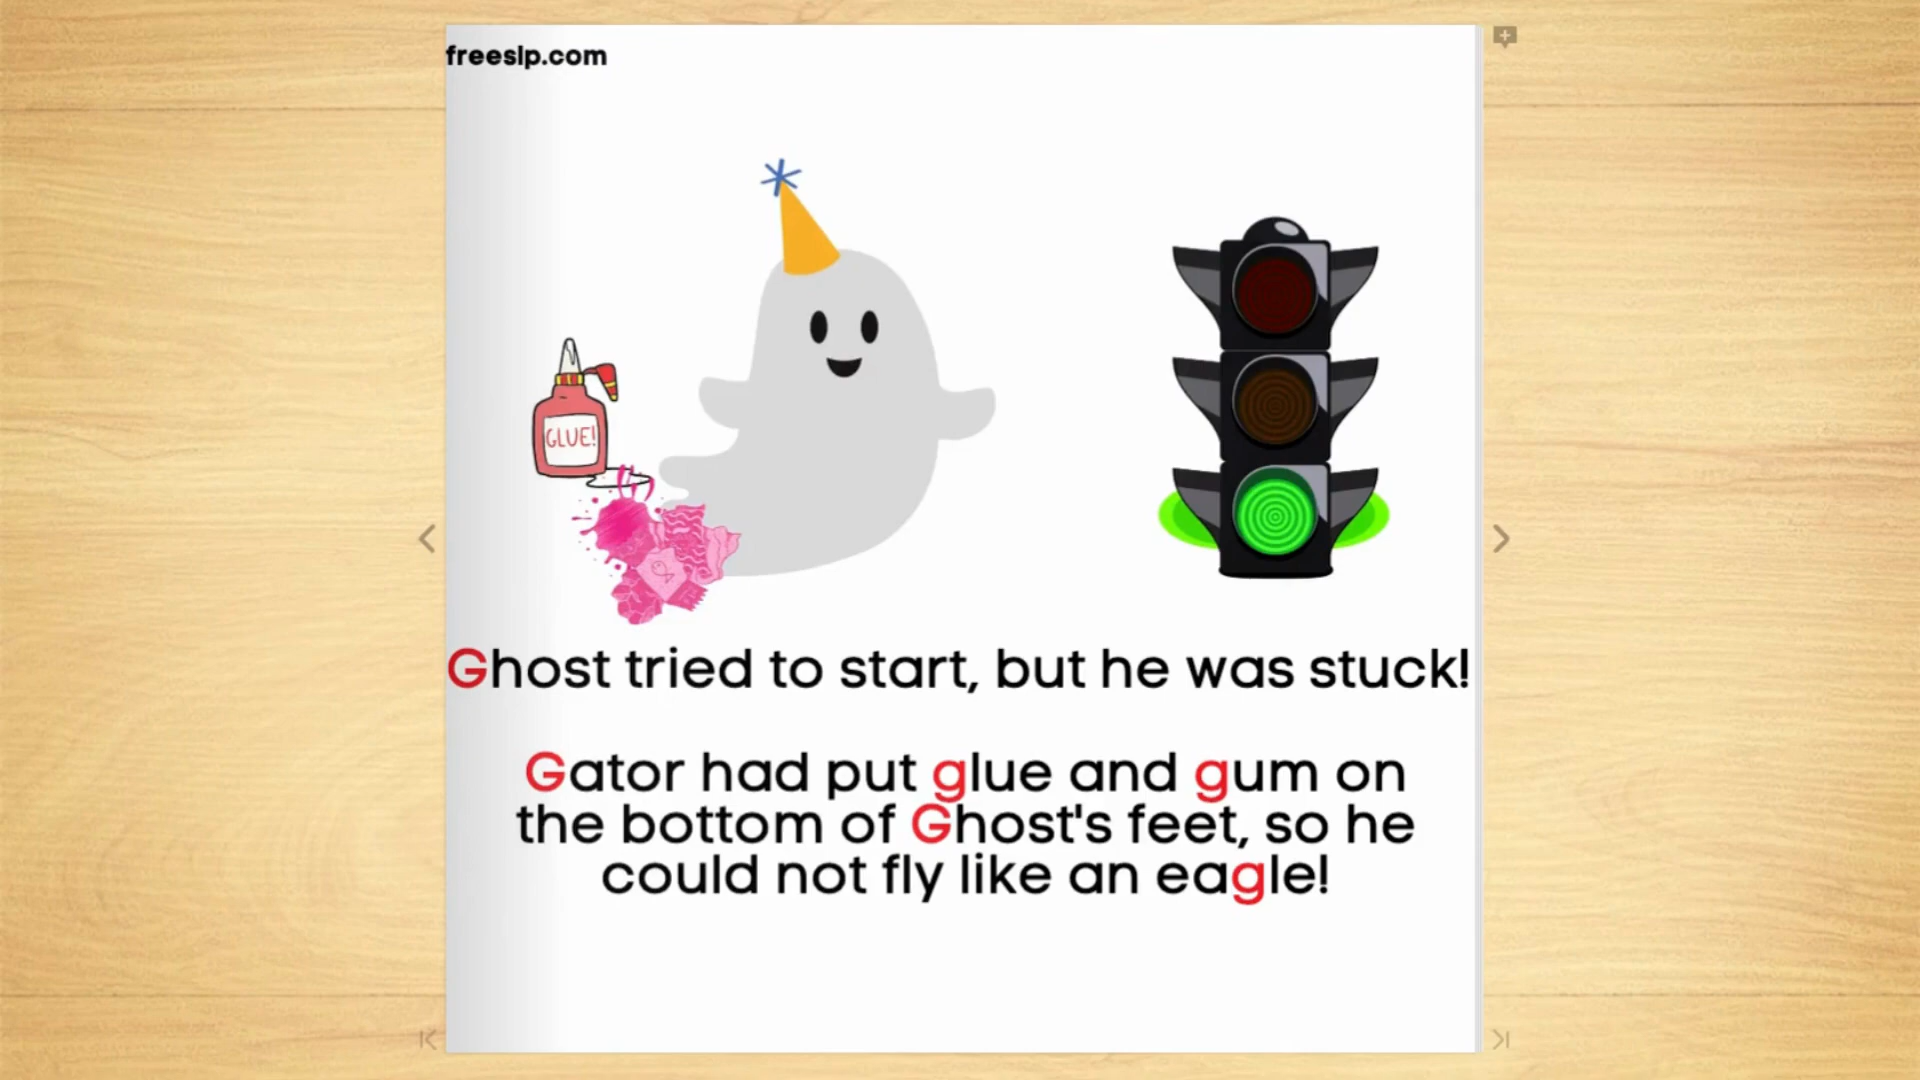 freeslp.com
GLUE!
Ghost tried to start, but he was stuck!
Gator had put glue and gum on
the bottom of Ghost's feet, so he
could not fly like an eagle!